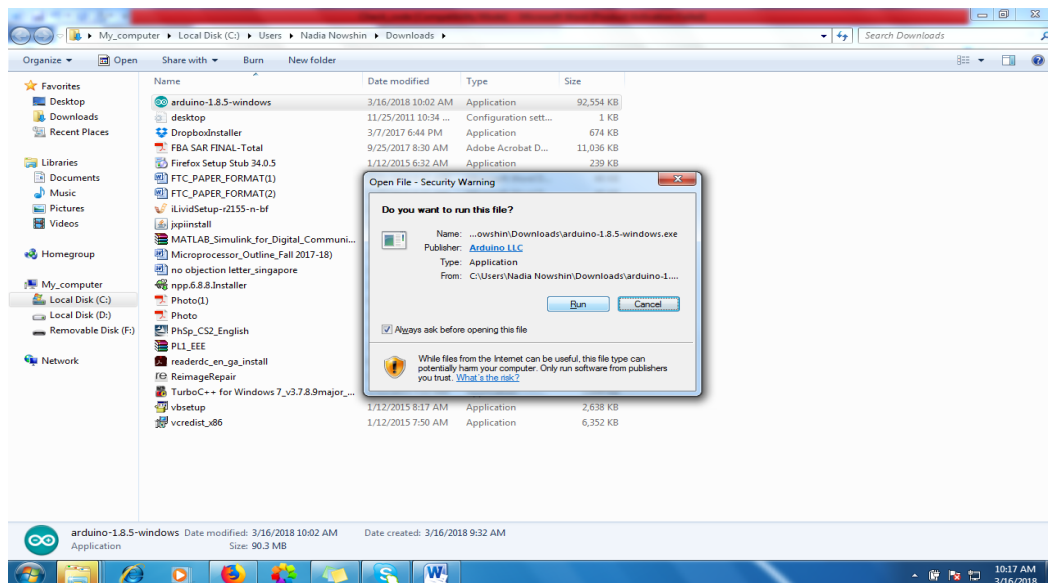 My_computer ▸ Local Disk (C:) ▸ Users ▸ Nadia Nowshin ▸ Downloads ▸ Search Downloads
Organize Open Share with Burn New folder
Name Date modified Type Size
Favorites
Desktop
Downloads
Recent Places
Libraries
Documents
Music
Pictures
Videos
Homegroup
My_computer
Local Disk (C:)
Local Disk (D:)
Removable Disk (F:)
Network
arduino-1.8.5-windows 3/16/2018 10:02 AM Application 92,554 KB
desktop 11/25/2011 10:34 ... Configuration sett... 1 KB
DropboxInstaller 3/7/2017 6:44 PM Application 674 KB
FBA SAR FINAL-Total 9/25/2017 8:30 AM Adobe Acrobat D... 11,036 KB
Firefox Setup Stub 34.0.5 1/12/2015 6:32 AM Application 239 KB
FTC_PAPER_FORMAT(1)
FTC_PAPER_FORMAT(2)
iLividSetup-r2155-n-bf
jxpiinstall
MATLAB_Simulink_for_Digital_Communi...
Microprocessor_Outline_Fall 2017-18)
no objection letter_singapore
npp.6.8.8.Installer
Photo(1)
Photo
PhSp_CS2_English
PL1_EEE
readerdc_en_ga_install
ReimageRepair
TurboC++ for Windows 7_v3.7.8.9major_...
vbsetup 1/12/2015 8:17 AM Application 2,638 KB
vcredist_x86 1/12/2015 7:50 AM Application 6,352 KB
Open File - Security Warning
Do you want to run this file?
Name: ...owshin\Downloads\arduino-1.8.5-windows.exe
Publisher: Arduino LLC
Type: Application
From: C:\Users\Nadia Nowshin\Downloads\arduino-1....
Run Cancel
Always ask before opening this file
While files from the Internet can be useful, this file type can
potentially harm your computer. Only run software from publishers
you trust. What's the risk?
arduino-1.8.5-windows Date modified: 3/16/2018 10:02 AM Date created: 3/16/2018 9:32 AM
Application Size: 90.3 MB
10:17 AM
3/16/2018